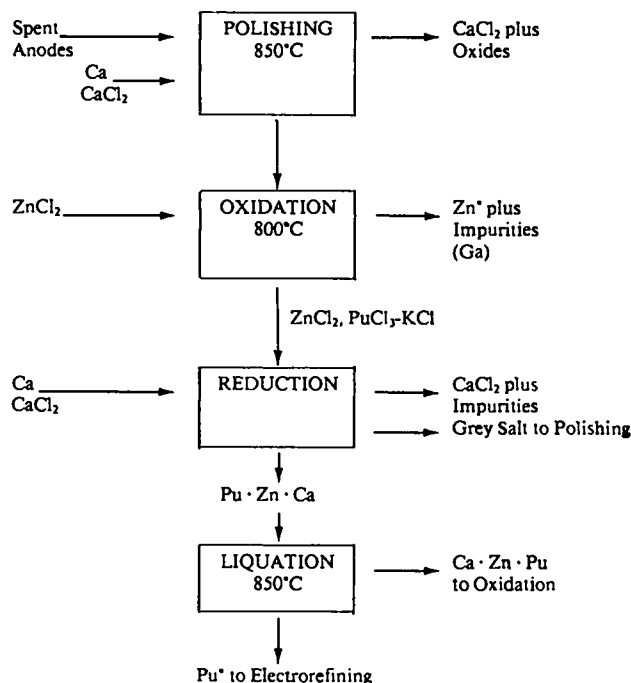 Spent
Anodes
Ca
CaCl₂
POLISHING
850°C
CaCl₂ plus
Oxides
ZnCl₂
OXIDATION
800°C
Zn° plus
Impurities
(Ga)
ZnCl₂, PuCl₃-KCl
Ca
CaCl₂
REDUCTION
CaCl₂ plus
Impurities
Grey Salt to Polishing
Pu · Zn · Ca
LIQUATION
850°C
Ca · Zn · Pu
to Oxidation
Pu° to Electrorefining